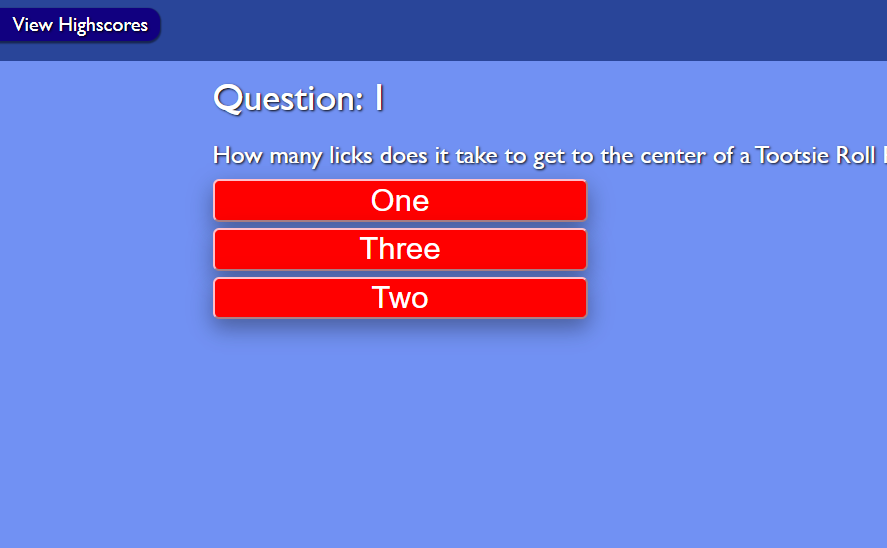 View Highscores
Question: 1
How many licks does it take to get to the center of a Tootsie Roll
One
Three
Two